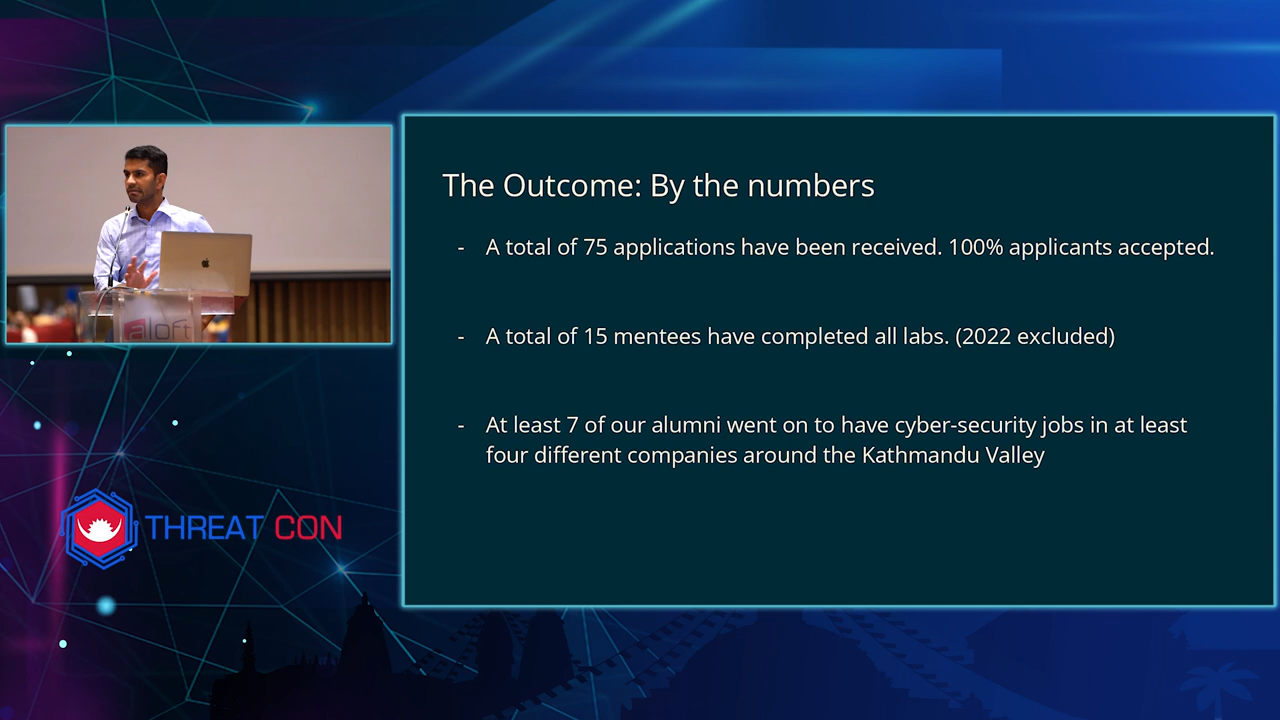 The Outcome: By the numbers
- A total of 75 applications have been received. 100% applicants accepted.
- A total of 15 mentees have completed all labs. (2022 excluded)
- At least 7 of our alumni went on to have cyber-security jobs in at least
four different companies around the Kathmandu Valley
aloft
THREAT CON